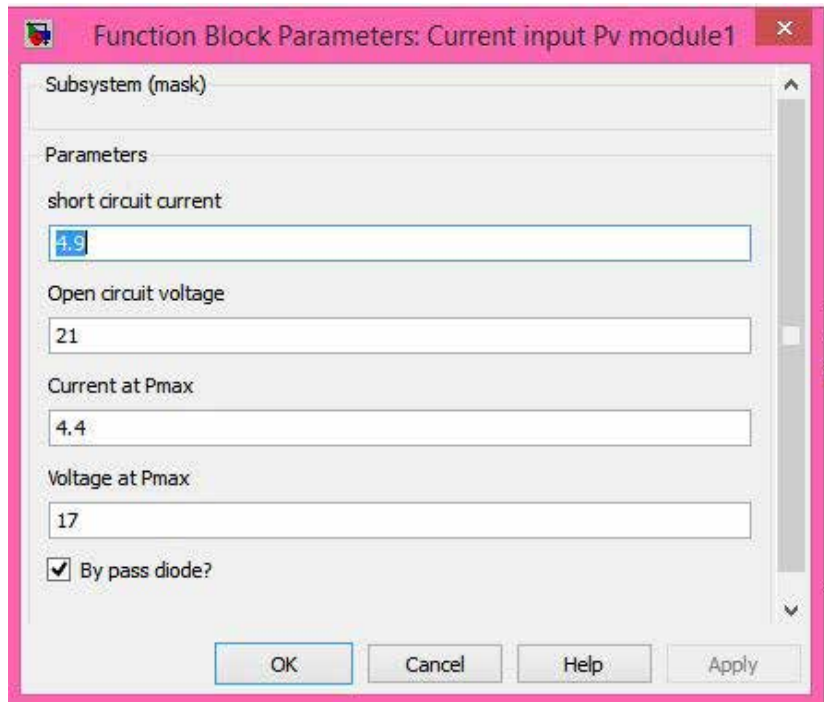 Function Block Parameters: Current input Pv module1
Subsystem (mask)
Parameters
short circuit current
4.9
Open circuit voltage
21
Current at Pmax
4.4
Voltage at Pmax
17
By pass diode?
OK Cancel Help Apply